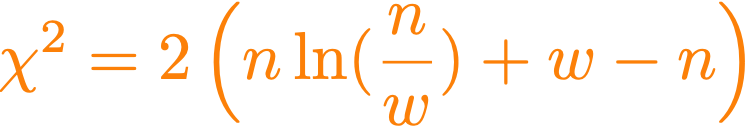 χ² = 2 (n ln(n/w) + w − n)